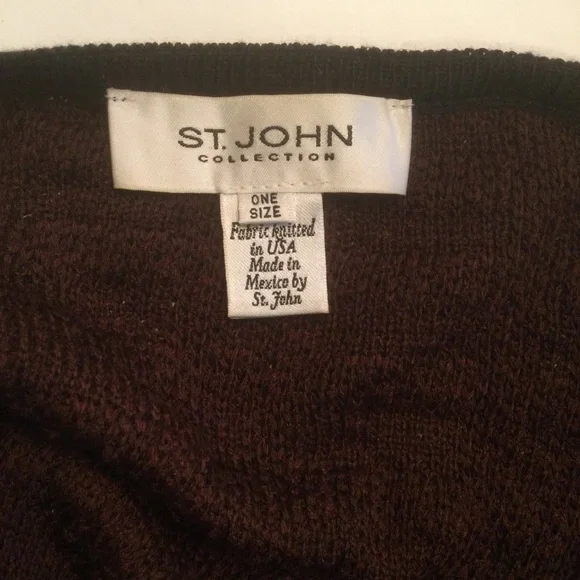 ST. JOHN
COLLECTION
ONE
SIZE
Fabric knitted
in USA
Made in
Mexico by
St. John